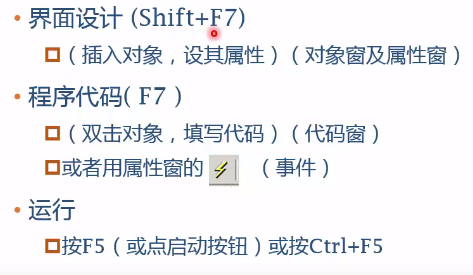 界面设计 (Shift+F7)
（插入对象，设其属性）（对象窗及属性窗）
程序代码( F7 )
（双击对象，填写代码）（代码窗）
或者用属性窗的 （事件）
运行
按F5（或点启动按钮）或按Ctrl+F5